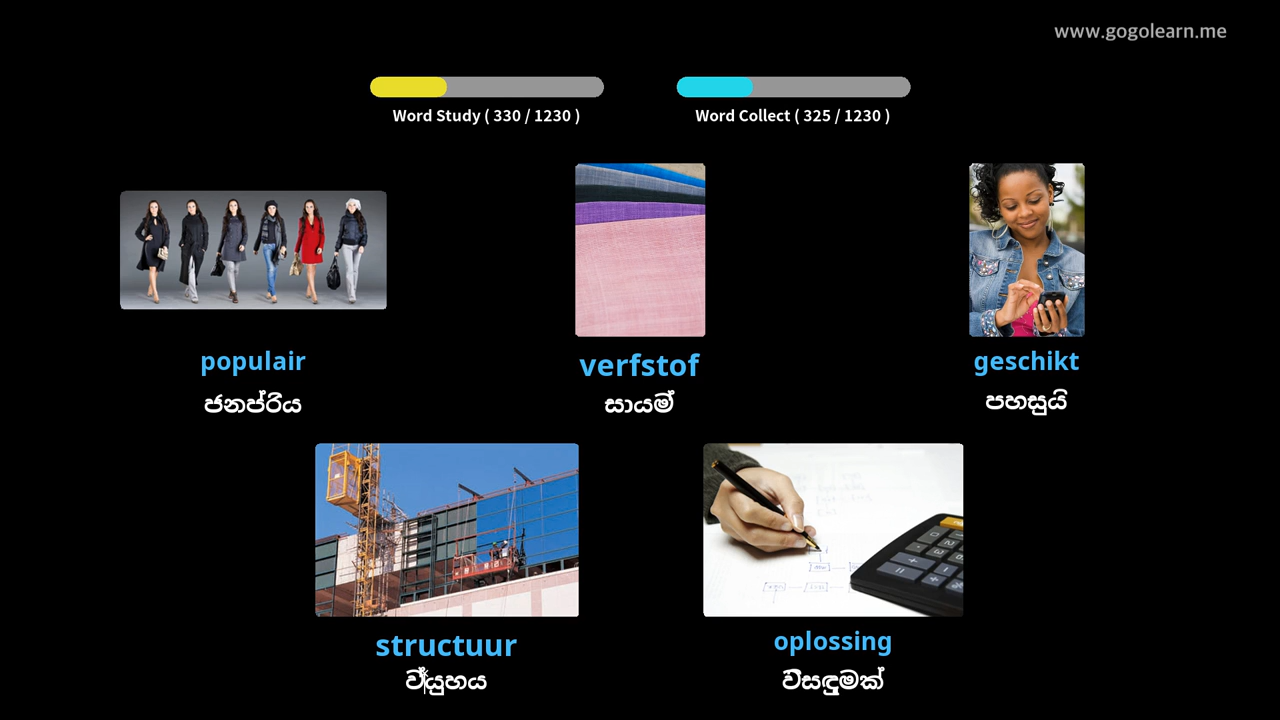 www.gogolearn.me
Word Study ( 330 / 1230 )
Word Collect ( 325 / 1230 )
populair
ජනප්රිය
verfstof
සායම්
geschikt
පහසුයි
structuur
ව්‍යුහය
oplossing
විසඳුමක්